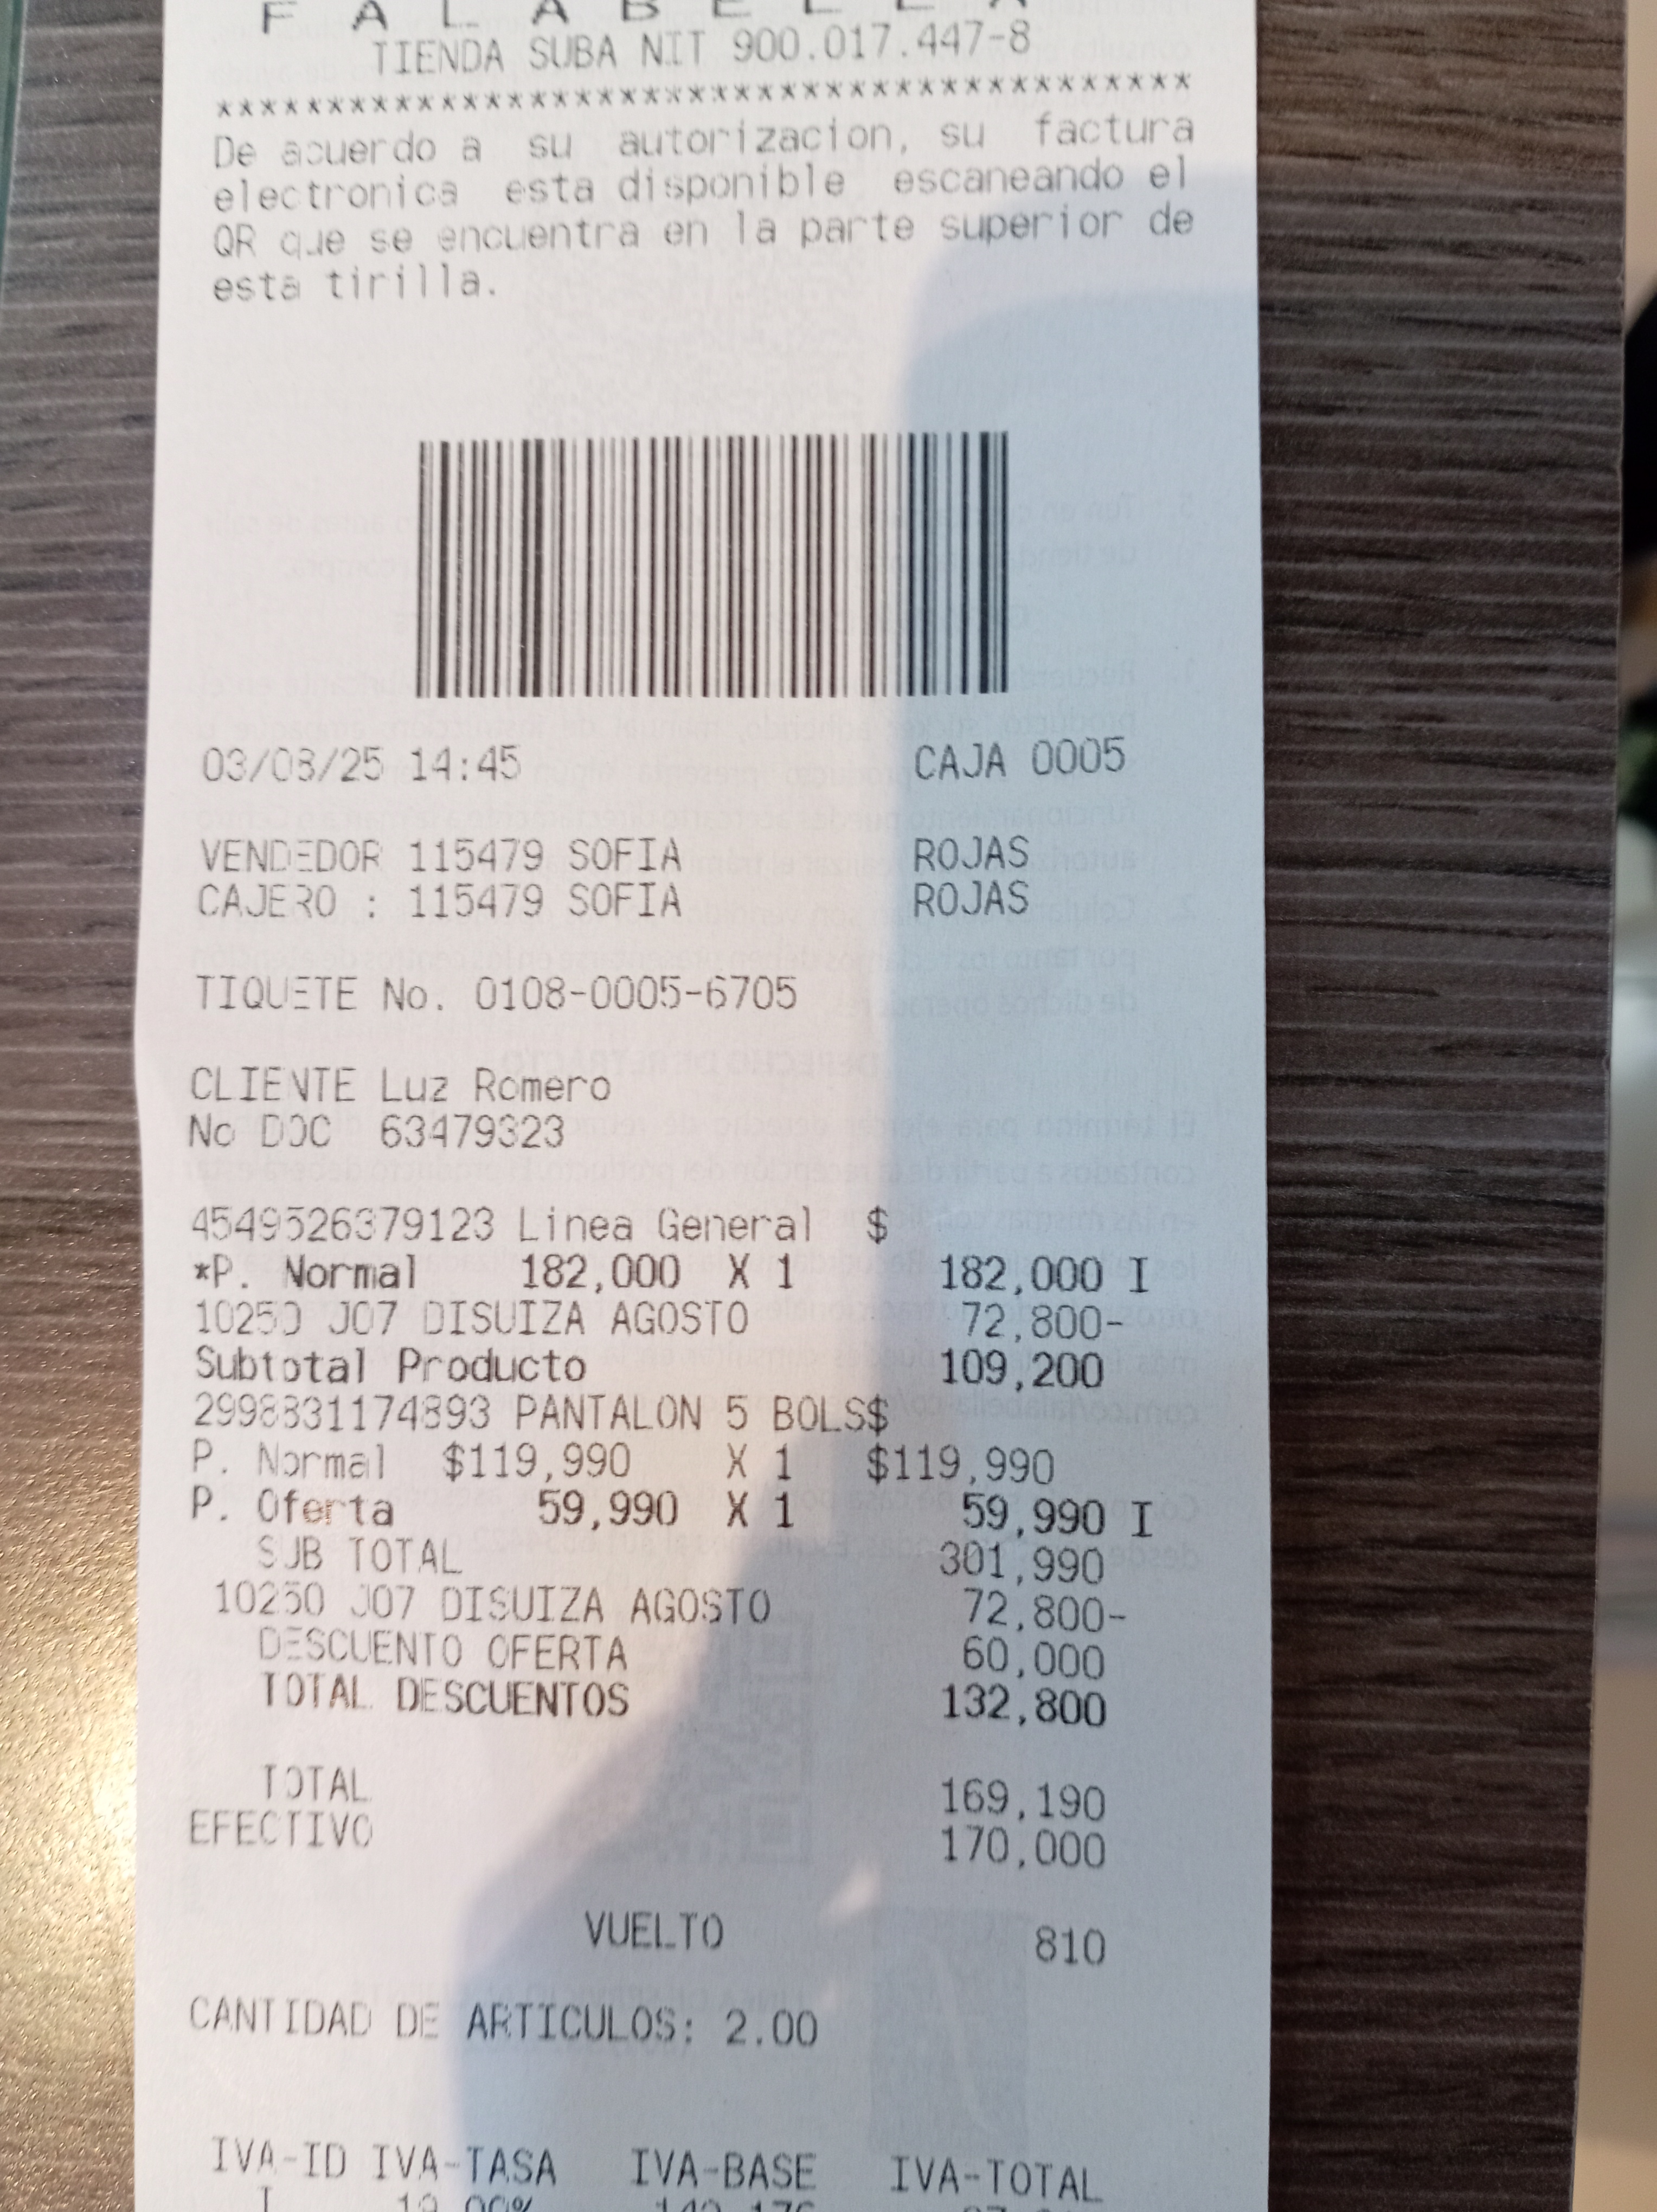 F A L A B E L L A
TIENDA SUBA NIT 900.017.447-8
******************************************
De acuerdo a su autorizacion, su factura
electronica esta disponible escaneando el
QR que se encuentra en la parte superior de
esta tirilla.
03/08/25 14:45 CAJA 0005
VENDEDOR 115479 SOFIA ROJAS
CAJERO : 115479 SOFIA ROJAS
TIQUETE No. 0108-0005-6705
CLIENTE Luz Romero
No DOC 63479323
4549526379123 Linea General $
*P. Normal 182,000 X 1 182,000 I
10250 J07 DISUIZA AGOSTO 72,800-
Subtotal Producto 109,200
2998831174893 PANTALON 5 BOLS$
P. Normal $119,990 X 1 $119,990
P. Oferta 59,990 X 1 59,990 I
SUB TOTAL 301,990
10250 J07 DISUIZA AGOSTO 72,800-
DESCUENTO OFERTA 60,000
TOTAL DESCUENTOS 132,800
TOTAL 169,190
EFECTIVO 170,000
VUELTO 810
CANTIDAD DE ARTICULOS: 2.00
IVA-ID IVA-TASA IVA-BASE IVA-TOTAL
I 19.00%